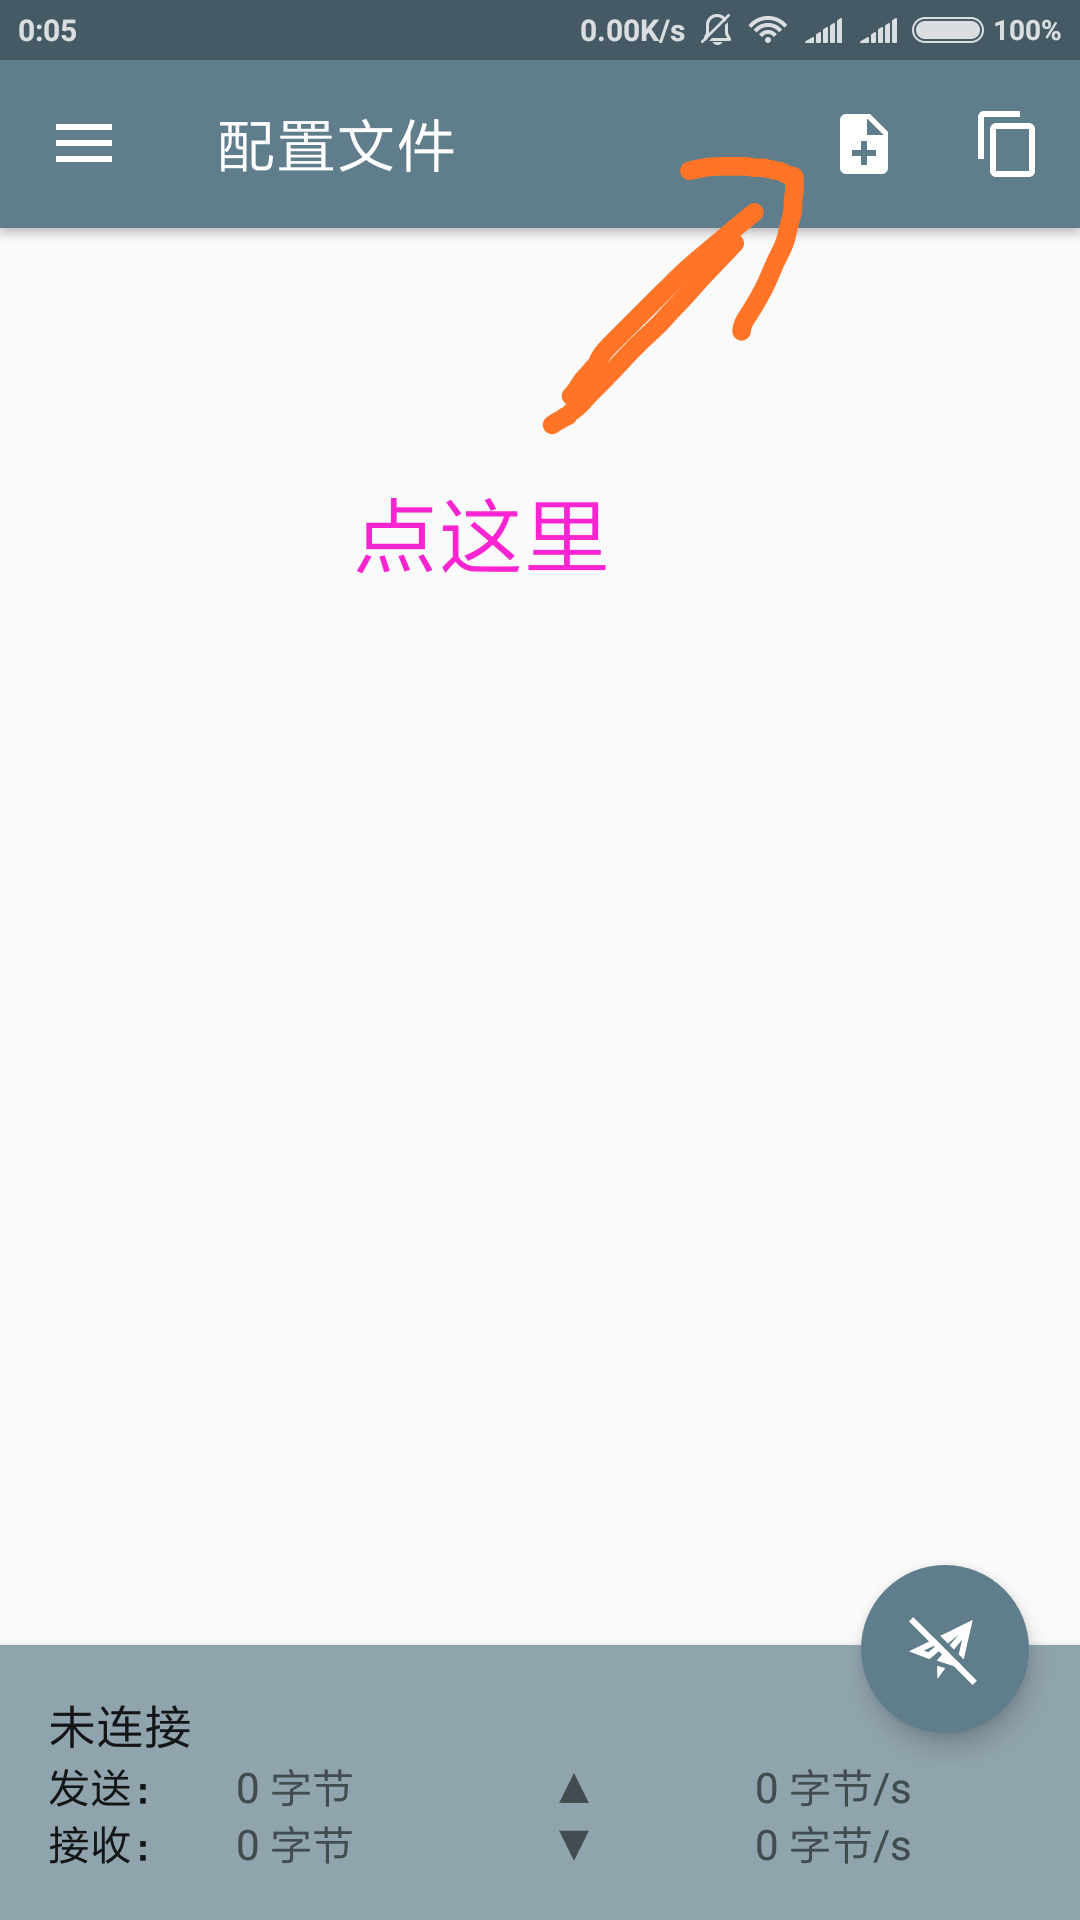 0:05 0.00K/s 100%
配置文件
点这里
未连接
发送: 0 字节 ▲ 0 字节/s
接收: 0 字节 ▼ 0 字节/s